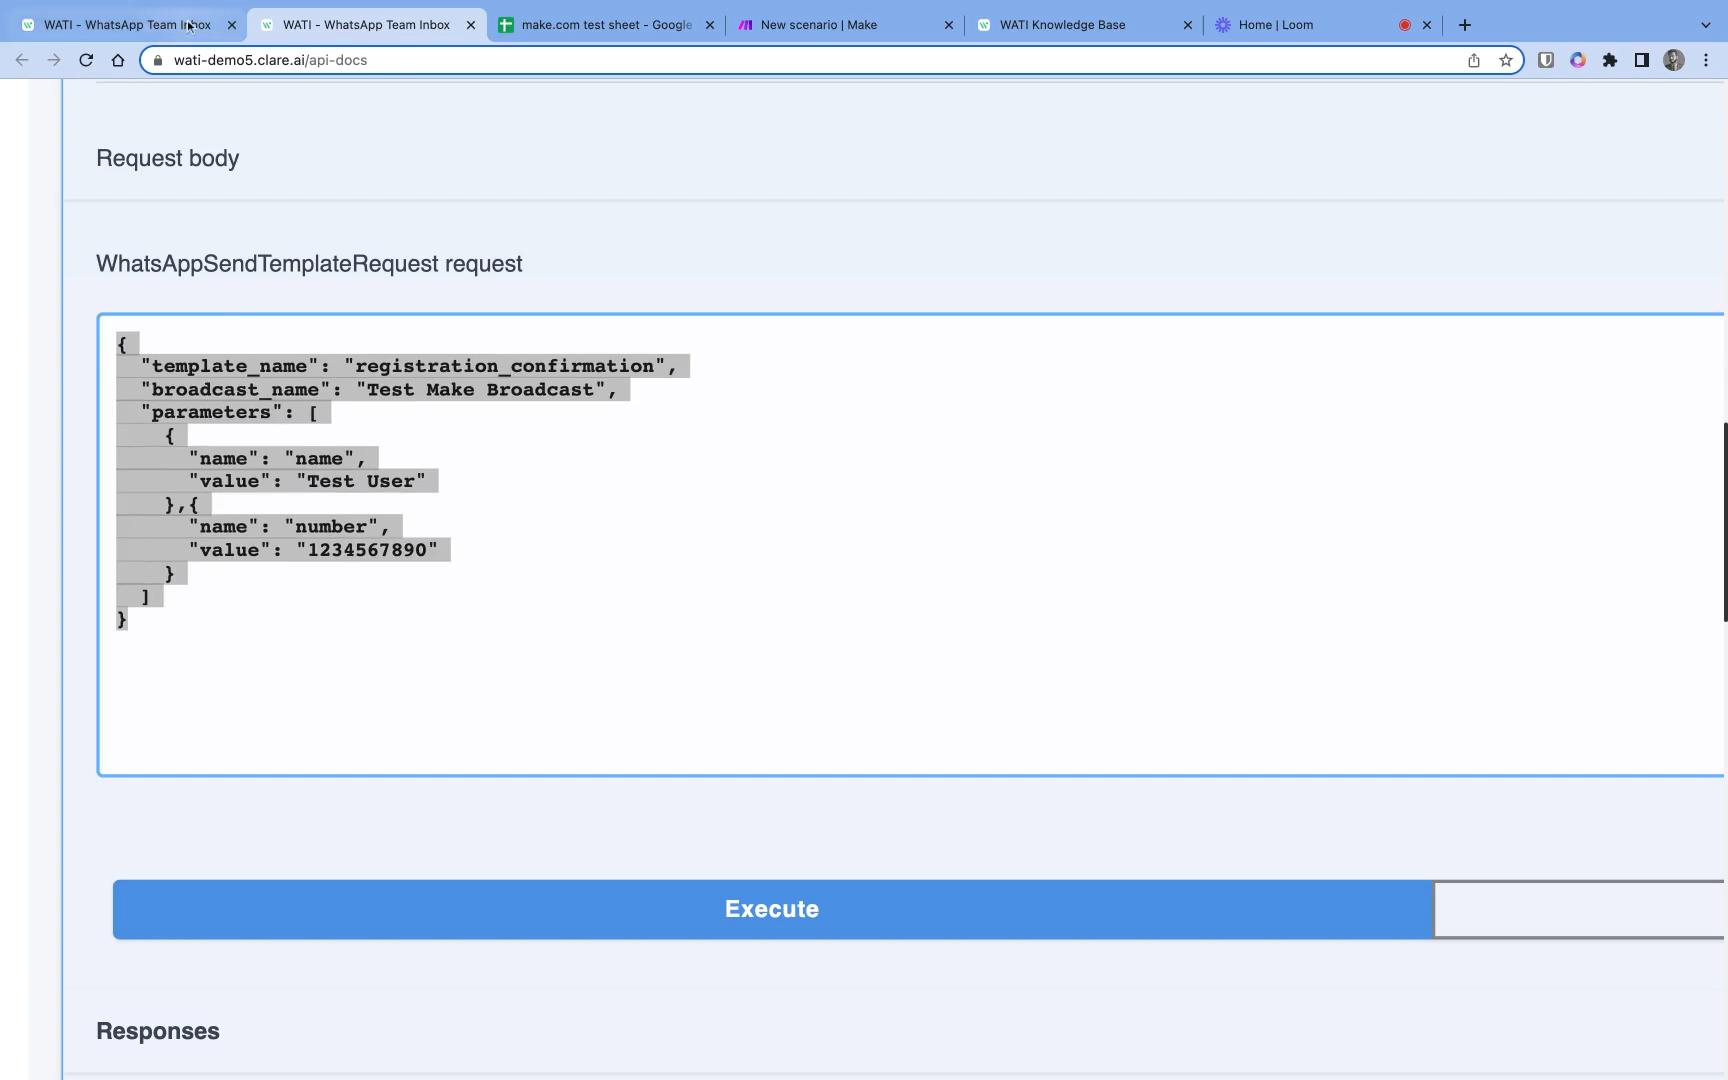 WATI - WhatsApp Team Inbox
WATI - WhatsApp Team Inbox
make.com test sheet - Google
New scenario | Make
WATI Knowledge Base
Home | Loom
wati-demo5.clare.ai/api-docs
Request body
WhatsAppSendTemplateRequest request
{
"template_name": "registration_confirmation",
"broadcast_name": "Test Make Broadcast",
"parameters": [
{
"name": "name",
"value": "Test User"
},{
"name": "number",
"value": "1234567890"
}
]
}
Execute
Responses